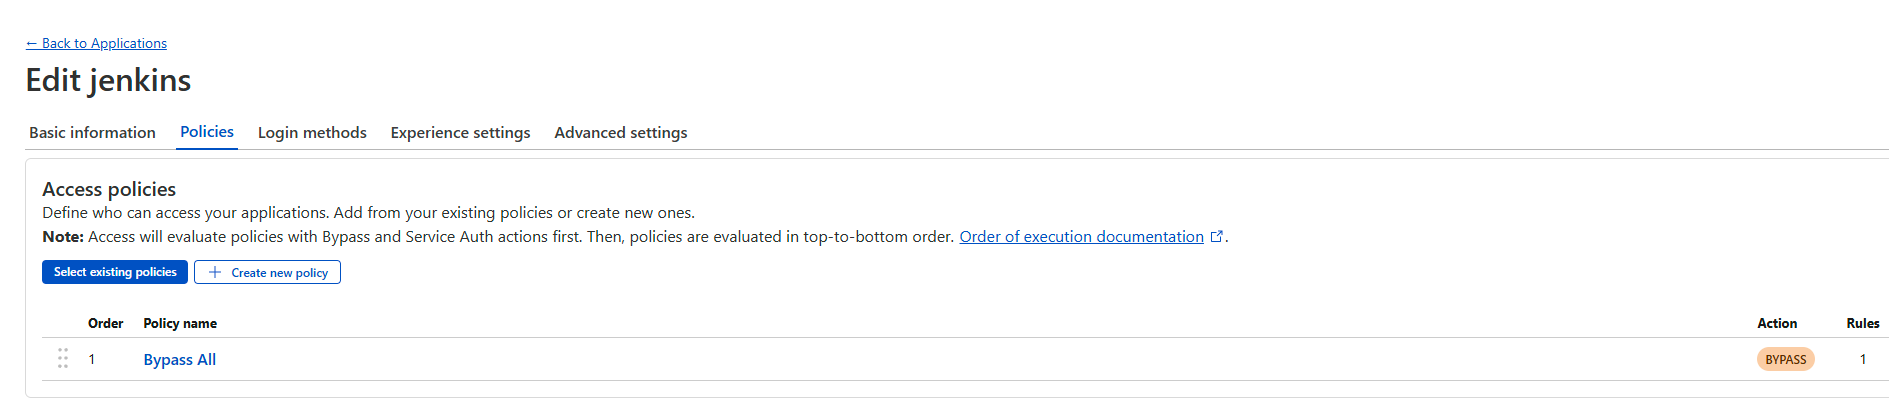 ← Back to Applications
Edit jenkins
Basic information Policies Login methods Experience settings Advanced settings
Access policies
Define who can access your applications. Add from your existing policies or create new ones.
Note: Access will evaluate policies with Bypass and Service Auth actions first. Then, policies are evaluated in top-to-bottom order. Order of execution documentation.
Select existing policies + Create new policy
Order Policy name Action Rules
1 Bypass All BYPASS 1